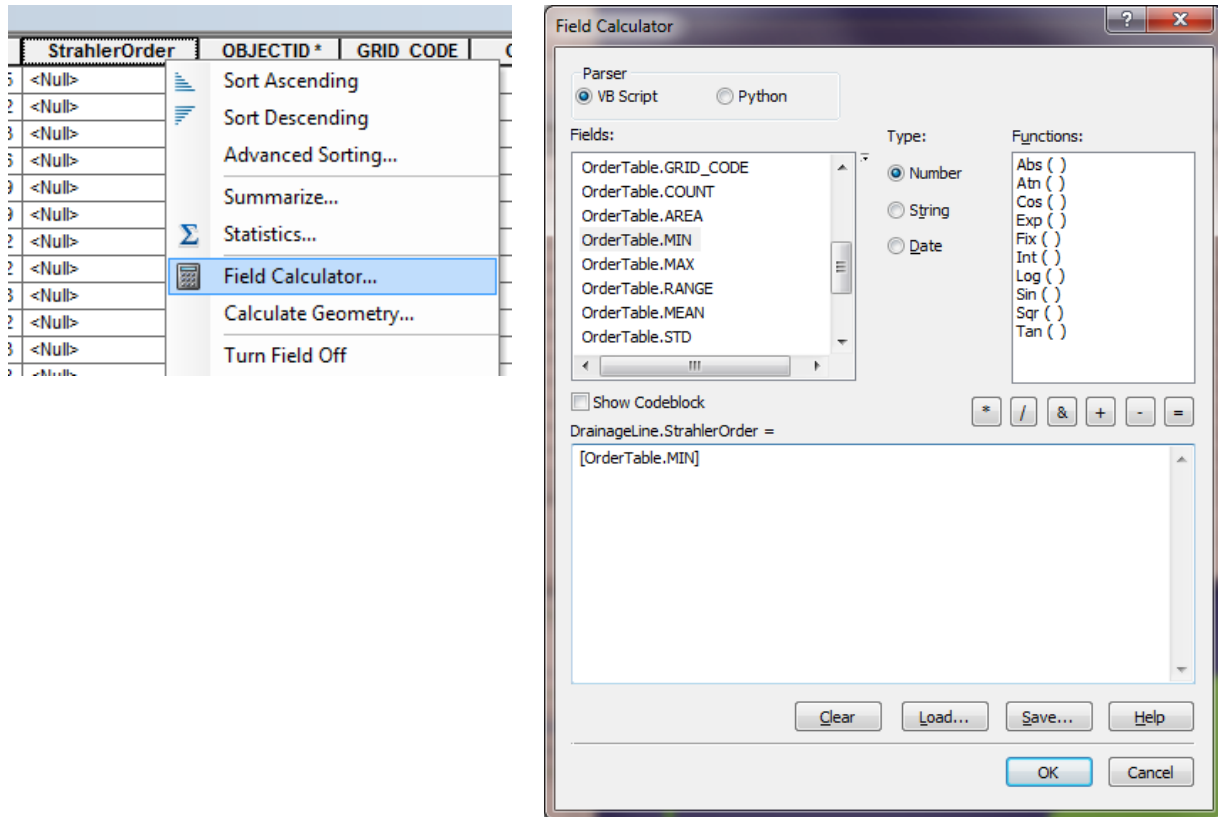 StrahlerOrder OBJECTID * GRID_CODE
<Null>
<Null>
<Null>
<Null>
<Null>
<Null>
<Null>
<Null>
<Null>
<Null>
<Null>
<Null>
Sort Ascending
Sort Descending
Advanced Sorting...
Summarize...
Σ Statistics...
Field Calculator...
Calculate Geometry...
Turn Field Off
Field Calculator
Parser
VB Script Python
Fields:
OrderTable.GRID_CODE
OrderTable.COUNT
OrderTable.AREA
OrderTable.MIN
OrderTable.MAX
OrderTable.RANGE
OrderTable.MEAN
OrderTable.STD
Type:
Number
String
Date
Functions:
Abs ( )
Atn ( )
Cos ( )
Exp ( )
Fix ( )
Int ( )
Log ( )
Sin ( )
Sqr ( )
Tan ( )
Show Codeblock
* / & + - =
DrainageLine.StrahlerOrder =
[OrderTable.MIN]
Clear Load... Save... Help
OK Cancel